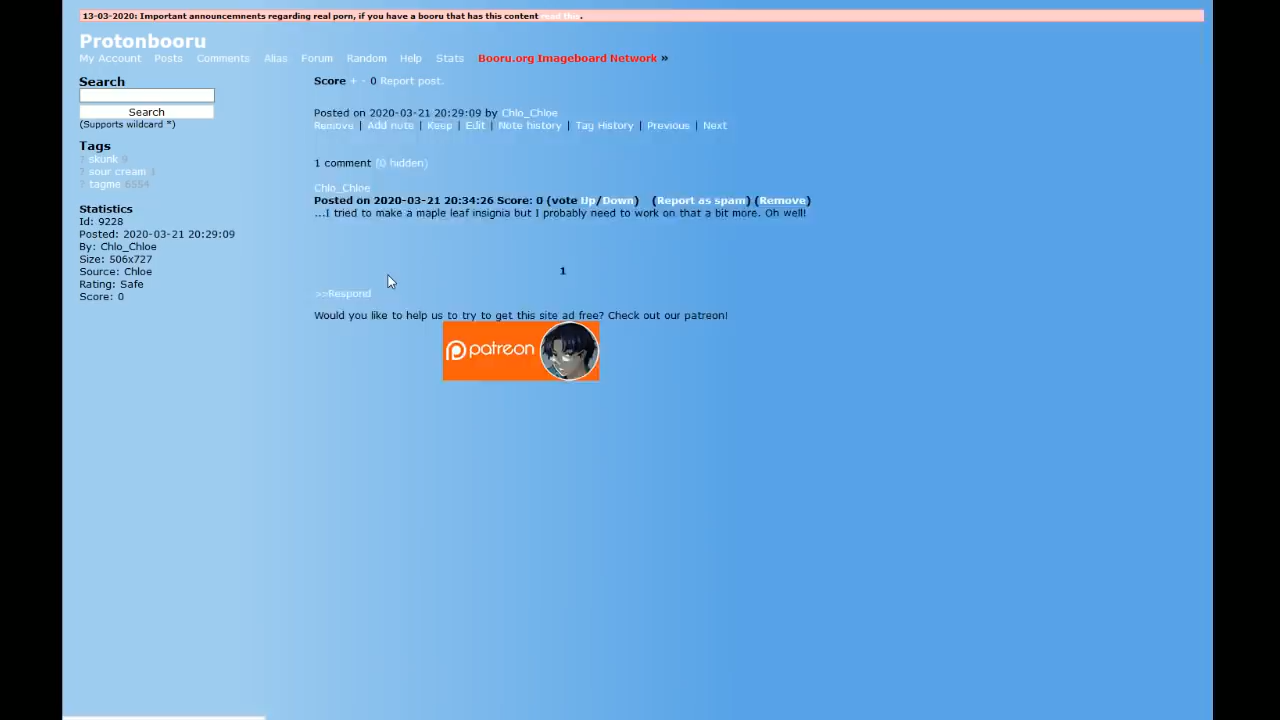 13-03-2020: Important announcemnents regarding real porn, if you have a booru that has this content read this.
Protonbooru
My Account Posts Comments Alias Forum Random Help Stats Booru.org Imageboard Network »
Search
Search
(Supports wildcard *)
Tags
? skunk 9
? sour cream 1
? tagme 6554
Statistics
Id: 9228
Posted: 2020-03-21 20:29:09
By: Chlo_Chloe
Size: 506x727
Source: Chloe
Rating: Safe
Score: 0
Score + - 0 Report post.
Posted on 2020-03-21 20:29:09 by Chlo_Chloe
Remove | Add note | Keep | Edit | Note history | Tag History | Previous | Next
1 comment (0 hidden)
Chlo_Chloe
Posted on 2020-03-21 20:34:26 Score: 0 (vote Up/Down) (Report as spam) (Remove)
...I tried to make a maple leaf insignia but I probably need to work on that a bit more. Oh well!
1
>>Respond
Would you like to help us to try to get this site ad free? Check out our patreon!
patreon